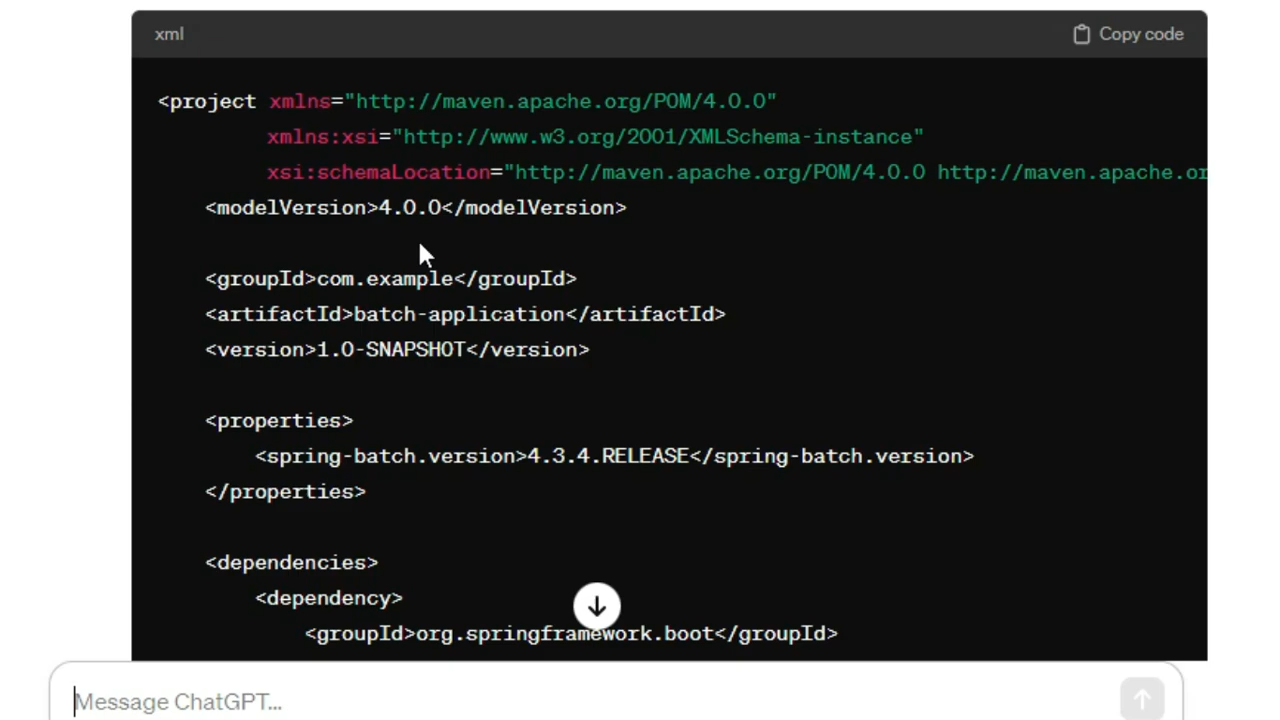 xml
Copy code
<project xmlns="http://maven.apache.org/POM/4.0.0"
xmlns:xsi="http://www.w3.org/2001/XMLSchema-instance"
xsi:schemaLocation="http://maven.apache.org/POM/4.0.0 http://maven.apache.or
<modelVersion>4.0.0</modelVersion>
<groupId>com.example</groupId>
<artifactId>batch-application</artifactId>
<version>1.0-SNAPSHOT</version>
<properties>
<spring-batch.version>4.3.4.RELEASE</spring-batch.version>
</properties>
<dependencies>
<dependency>
<groupId>org.springframework.boot</groupId>
Message ChatGPT...